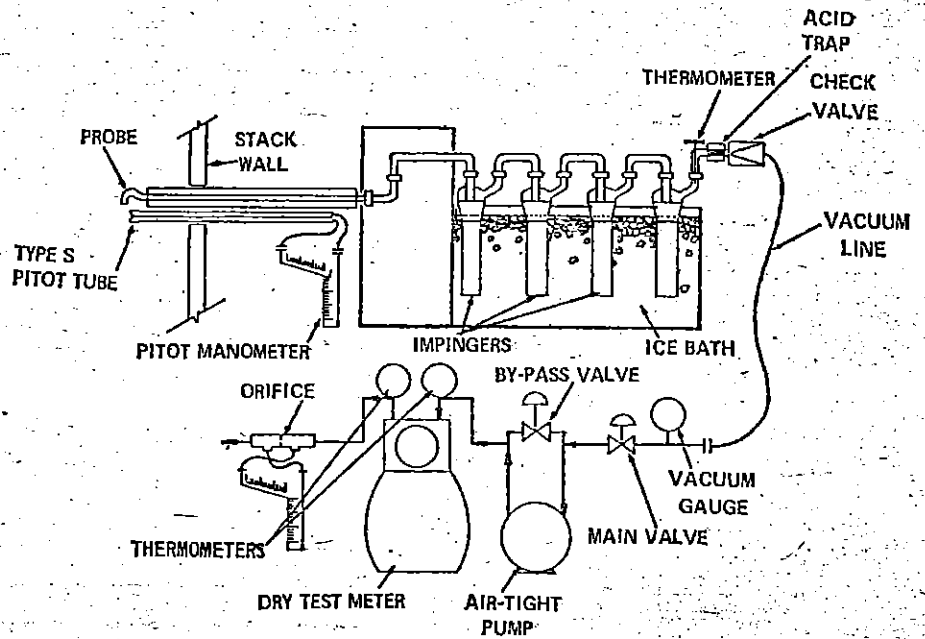 ACID
TRAP
THERMOMETER
CHECK
VALVE
PROBE
STACK
WALL
VACUUM
LINE
TYPE S
PITOT TUBE
PITOT MANOMETER
IMPINGERS
ICE BATH
BY-PASS VALVE
ORIFICE
VACUUM
GAUGE
MAIN VALVE
THERMOMETERS
DRY TEST METER
AIR-TIGHT
PUMP